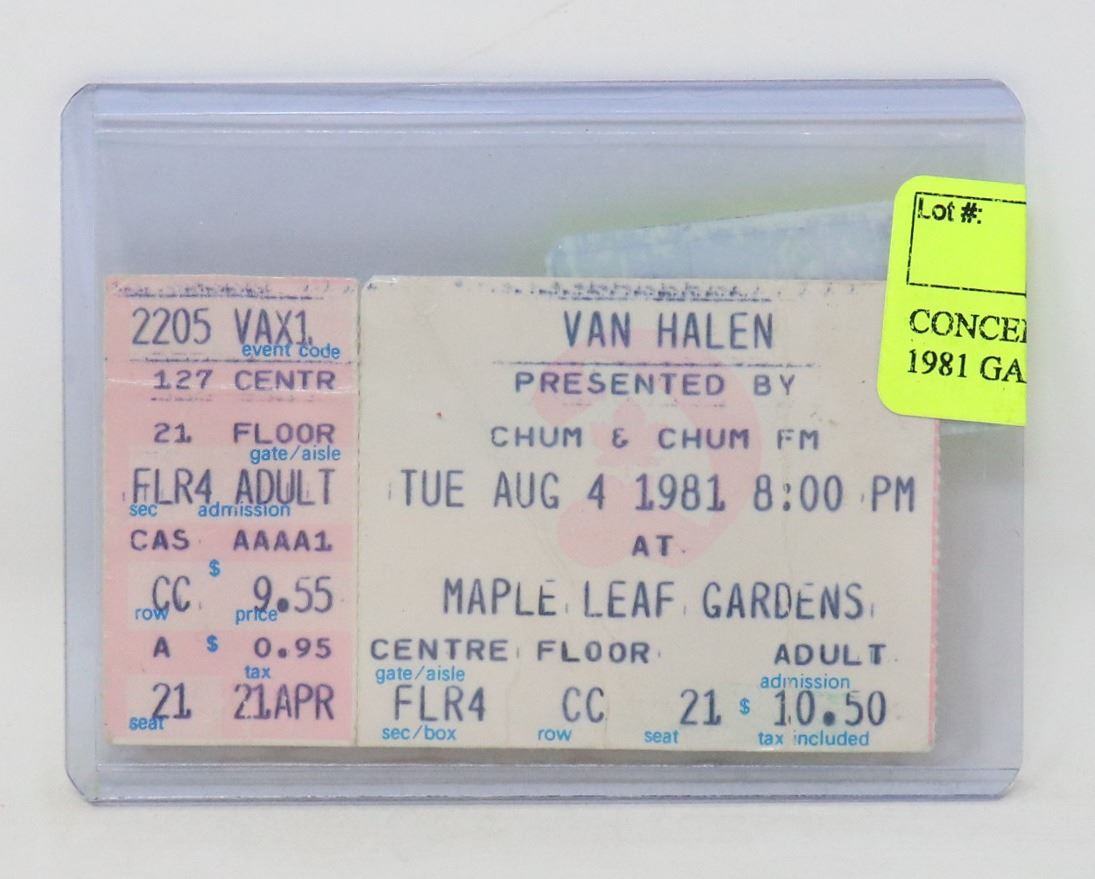 2205 VAX1
event code
127 CENTR
21 FLOOR
gate/aisle
FLR4 ADULT
sec admission
CAS AAAA1
$
CC 9.55
row price
A $ 0.95
tax
21 21APR
seat
VAN HALEN
PRESENTED BY
CHUM & CHUM FM
TUE AUG 4 1981 8:00 PM
AT
MAPLE LEAF GARDENS
CENTRE FLOOR ADULT
gate/aisle admission
FLR4 CC 21 $ 10.50
sec/box row seat tax included
Lot #:
1981